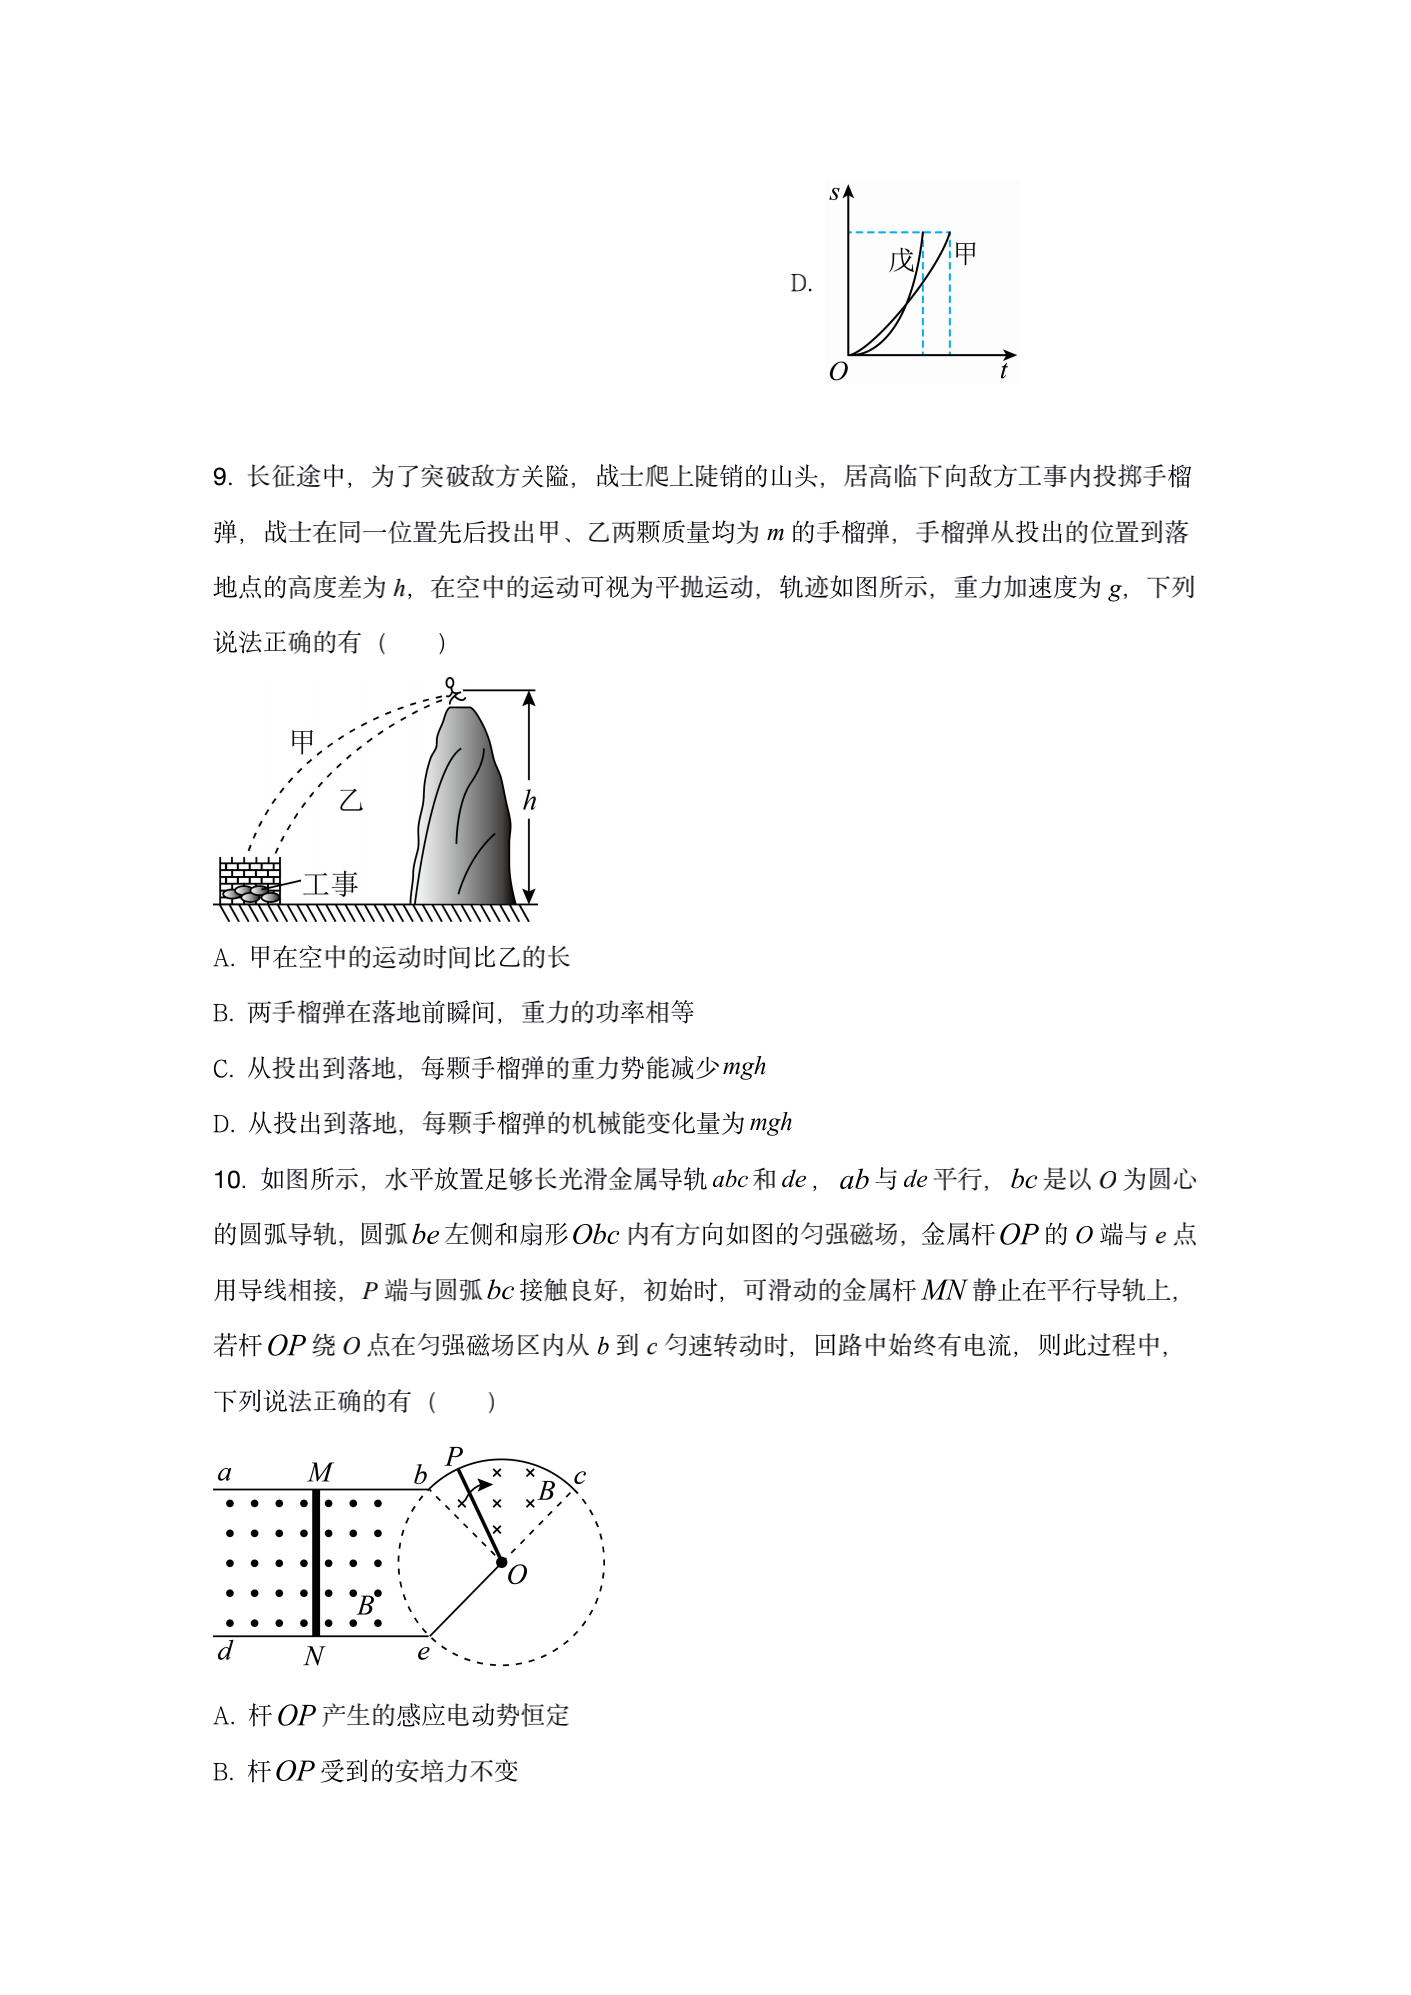 s
戊
甲
D.
O
t
9. 长征途中，为了突破敌方关隘，战士爬上陡销的山头，居高临下向敌方工事内投掷手榴
弹，战士在同一位置先后投出甲、乙两颗质量均为 m 的手榴弹，手榴弹从投出的位置到落
地点的高度差为 h，在空中的运动可视为平抛运动，轨迹如图所示，重力加速度为 g，下列
说法正确的有（　　）
甲
乙
h
工事
A. 甲在空中的运动时间比乙的长
B. 两手榴弹在落地前瞬间，重力的功率相等
C. 从投出到落地，每颗手榴弹的重力势能减少 mgh
D. 从投出到落地，每颗手榴弹的机械能变化量为 mgh
10. 如图所示，水平放置足够长光滑金属导轨 abc 和 de，ab 与 de 平行，bc 是以 O 为圆心
的圆弧导轨，圆弧 be 左侧和扇形 Obc 内有方向如图的匀强磁场，金属杆 OP 的 O 端与 e 点
用导线相接，P 端与圆弧 bc 接触良好，初始时，可滑动的金属杆 MN 静止在平行导轨上，
若杆 OP 绕 O 点在匀强磁场区内从 b 到 c 匀速转动时，回路中始终有电流，则此过程中，
下列说法正确的有（　　）
P
a
M
b
c
B
O
B
d
N
e
A. 杆 OP 产生的感应电动势恒定
B. 杆 OP 受到的安培力不变